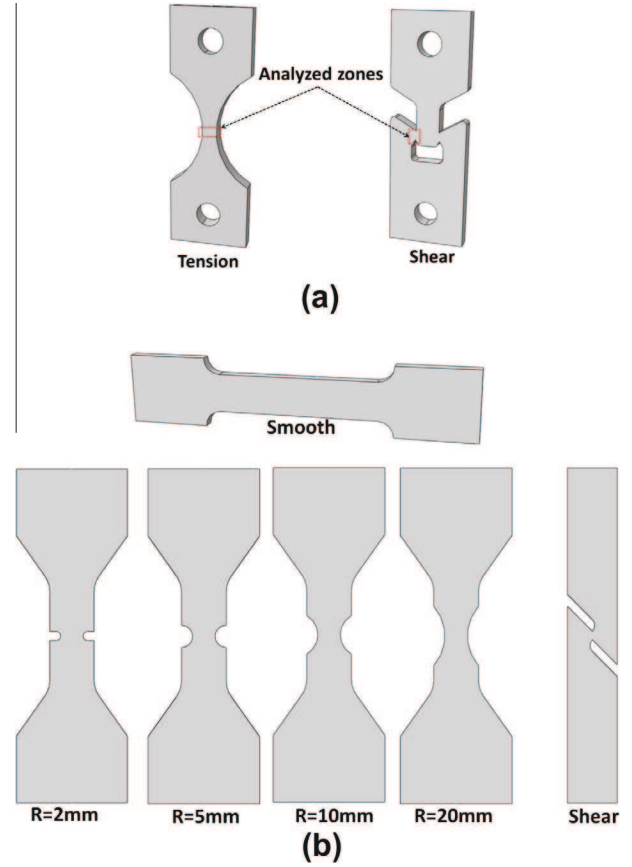 Analyzed zones
Tension
Shear
(a)
Smooth
R=2mm
R=5mm
R=10mm
R=20mm
Shear
(b)